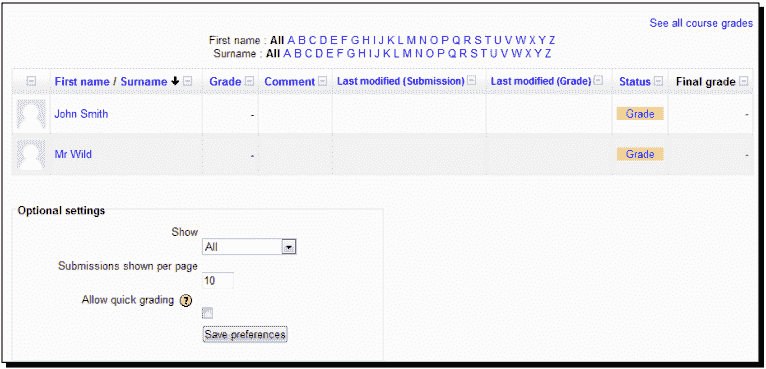 See all course grades
First name : All A B C D E F G H I J K L M N O P Q R S T U V W X Y Z
Surname : All A B C D E F G H I J K L M N O P Q R S T U V W X Y Z
First name / Surname Grade Comment Last modified (Submission) Last modified (Grade) Status Final grade
John Smith - Grade -
Mr Wild - Grade -
Optional settings
Show
All
Submissions shown per page
10
Allow quick grading ?
Save preferences